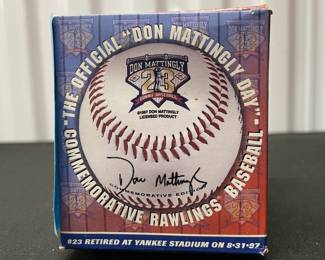 ·THE OFFICIAL "DON MATTINGLY DAY"·
DON MATTINGLY
23
©1997 DON MATTINGLY
LICENSED PRODUCT
Don Mattingly
COMMEMORATIVE EDITION
COMMEMORATIVE RAWLINGS BASEBALL
#23 RETIRED AT YANKEE STADIUM ON 8·31·97